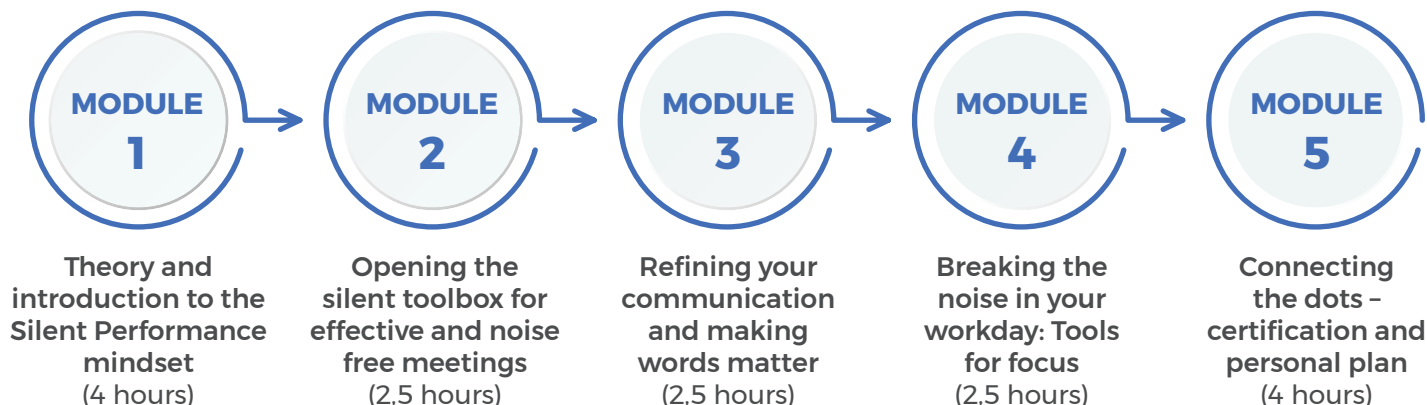 MODULE
1
Theory and
introduction to the
Silent Performance
mindset
(4 hours)
MODULE
2
Opening the
silent toolbox for
effective and noise
free meetings
(2,5 hours)
MODULE
3
Refining your
communication
and making
words matter
(2,5 hours)
MODULE
4
Breaking the
noise in your
workday: Tools
for focus
(2,5 hours)
MODULE
5
Connecting
the dots –
certification and
personal plan
(4 hours)